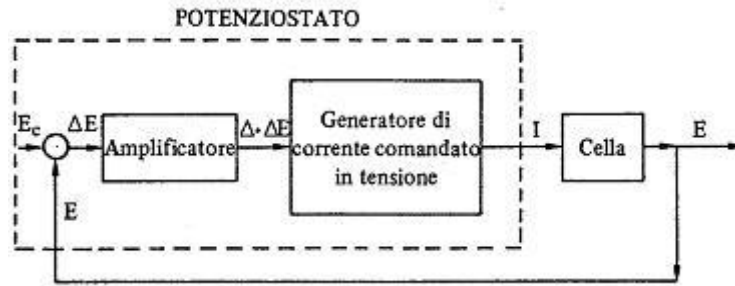 POTENZIOSTATO
E_c
ΔE
Amplificatore
Δ·ΔE
Generatore di
corrente comandato
in tensione
I
Cella
E
E